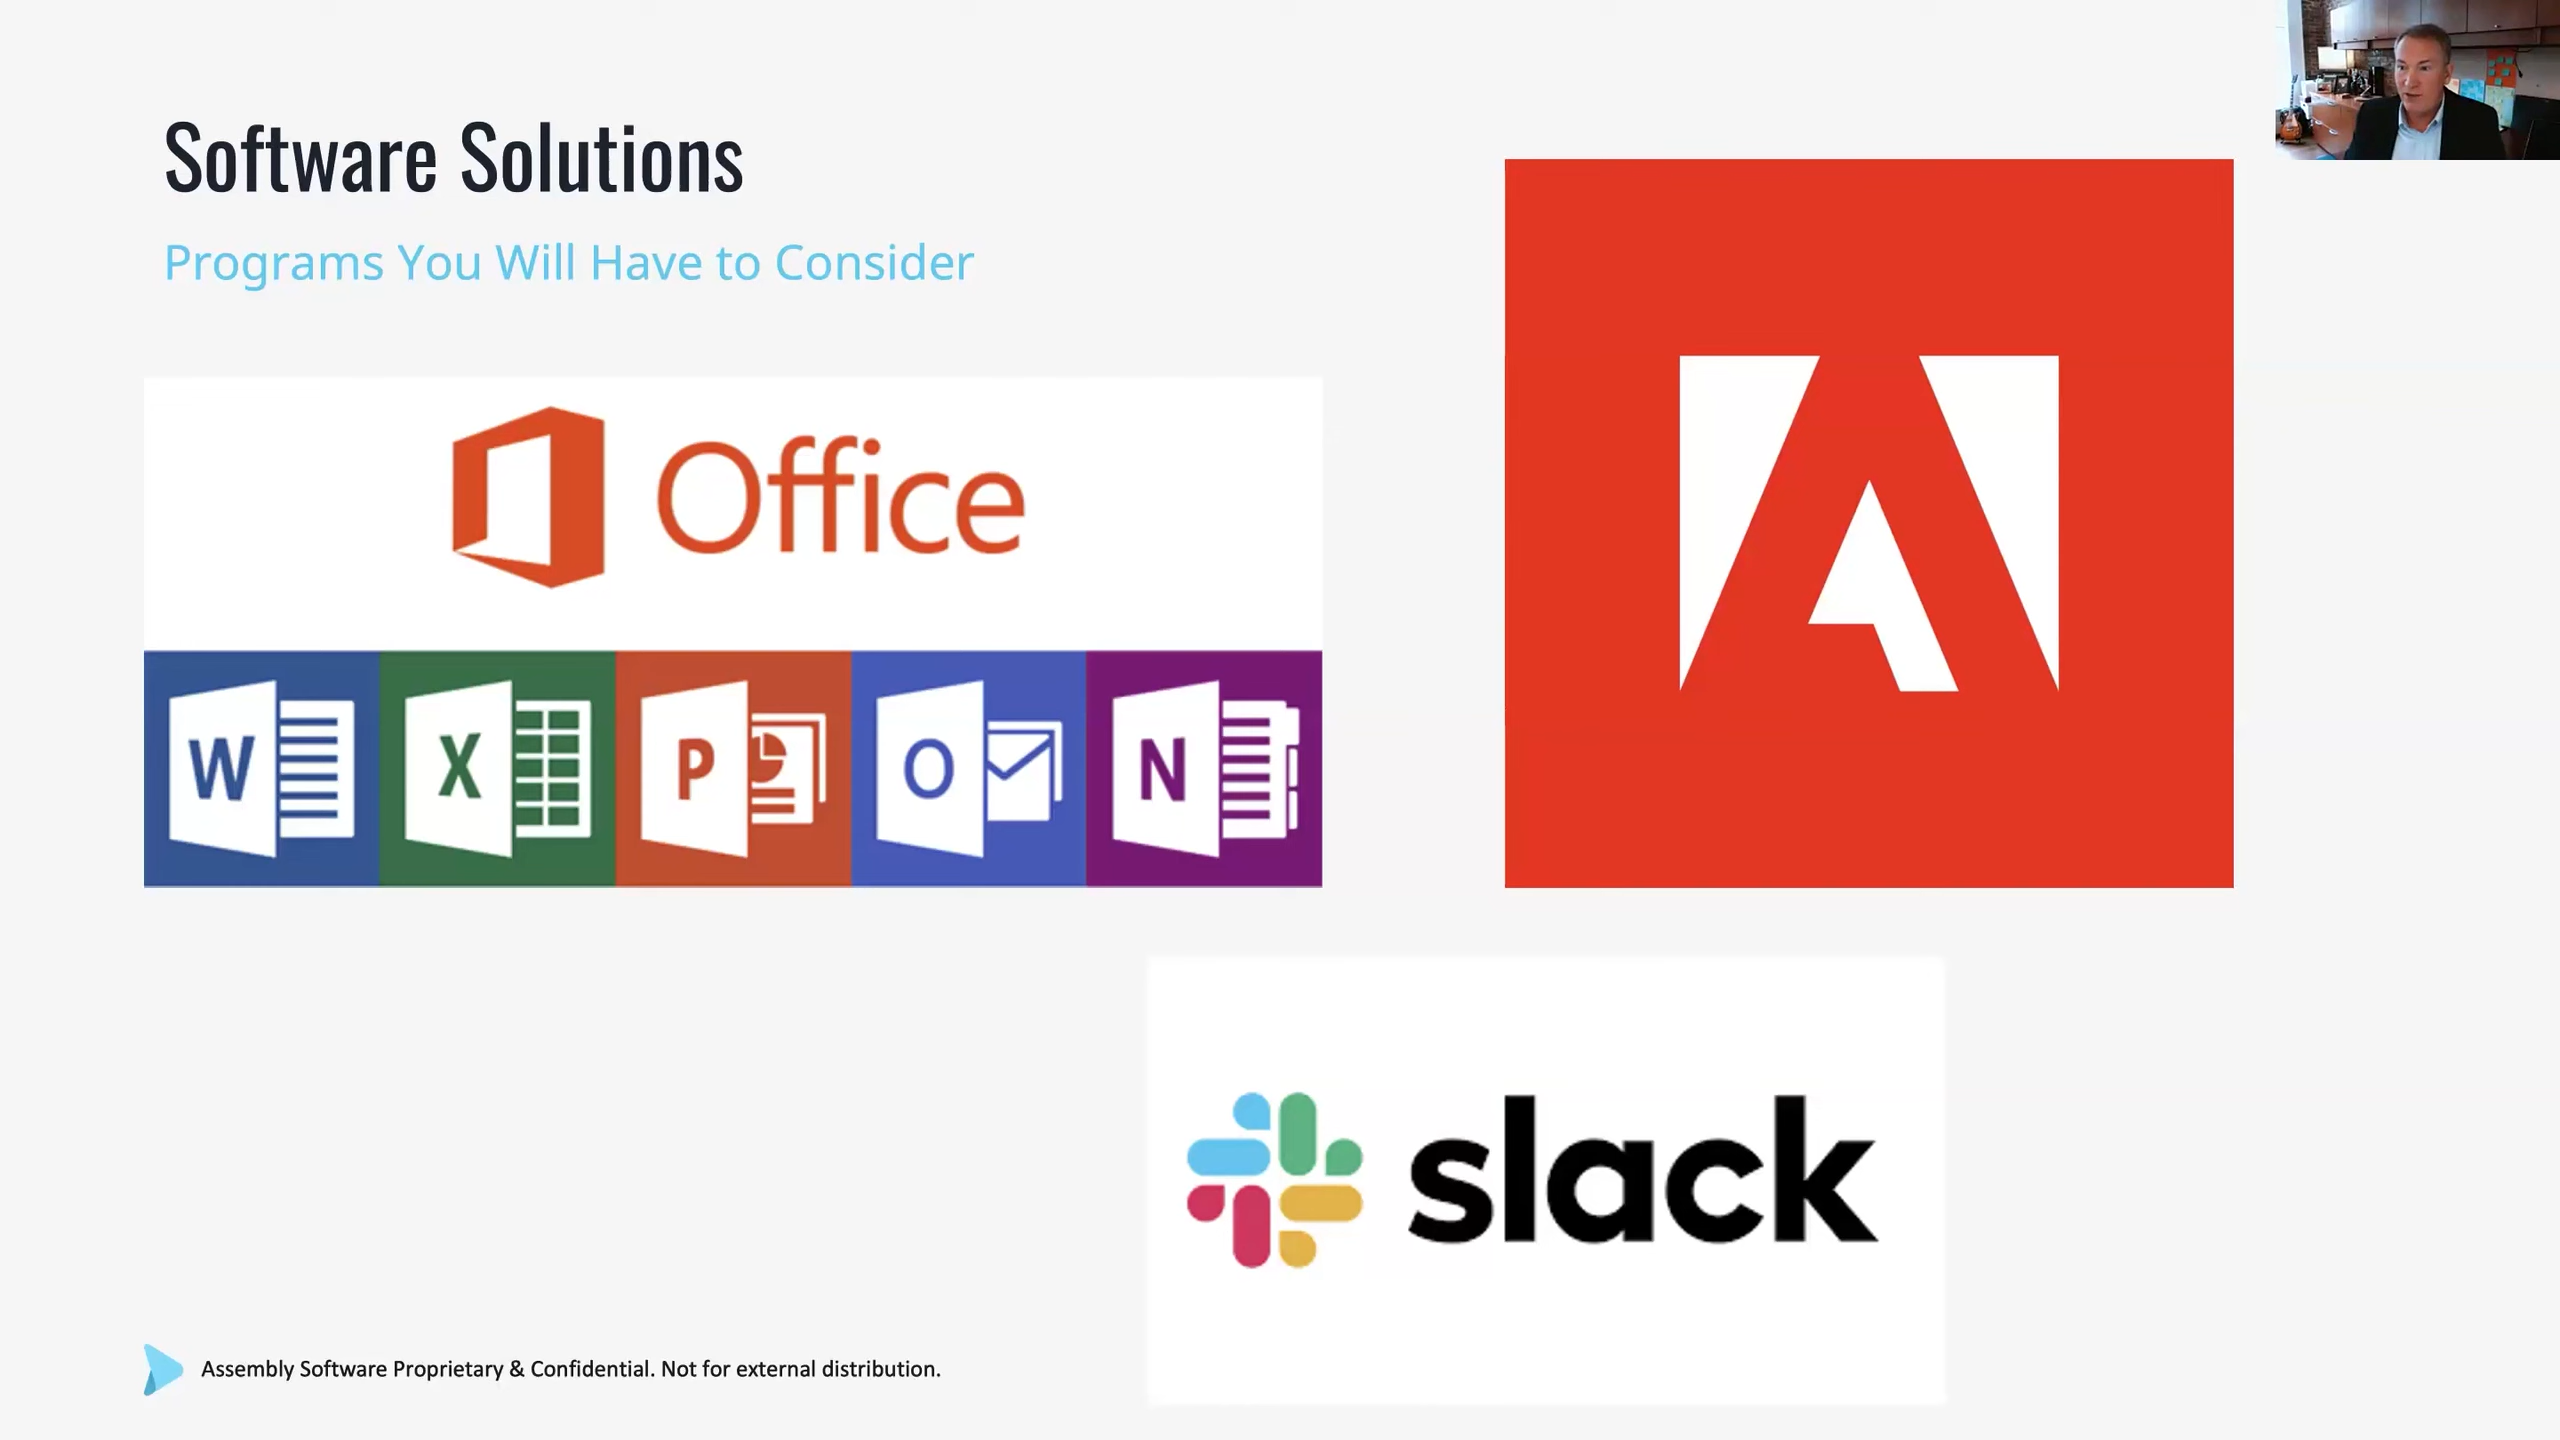 Software Solutions
Programs You Will Have to Consider
Office
W X P O N
slack
Assembly Software Proprietary & Confidential. Not for external distribution.